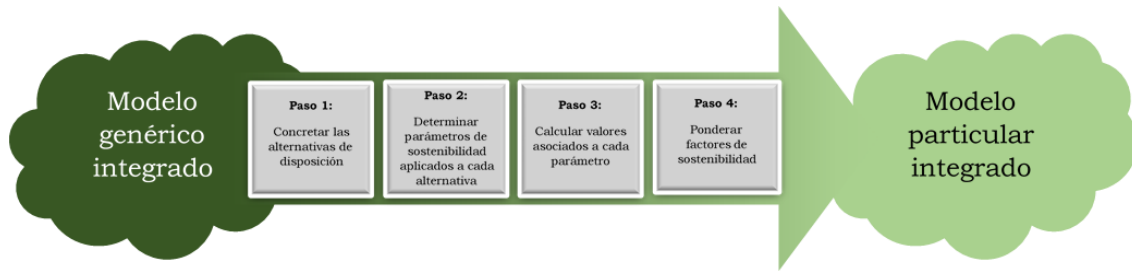 Modelo
genérico
integrado
Paso 1:
Concretar las
alternativas de
disposición
Paso 2:
Determinar
parámetros de
sostenibilidad
aplicados a cada
alternativa
Paso 3:
Calcular valores
asociados a cada
parámetro
Paso 4:
Ponderar
factores de
sostenibilidad
Modelo
particular
integrado